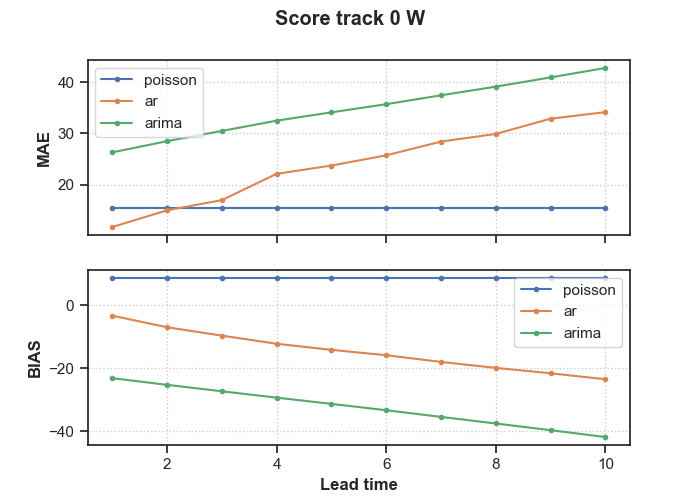 Score track 0 W
MAE
40
30
20
poisson
ar
arima
BIAS
0
−20
−40
poisson
ar
arima
2
4
6
8
10
Lead time